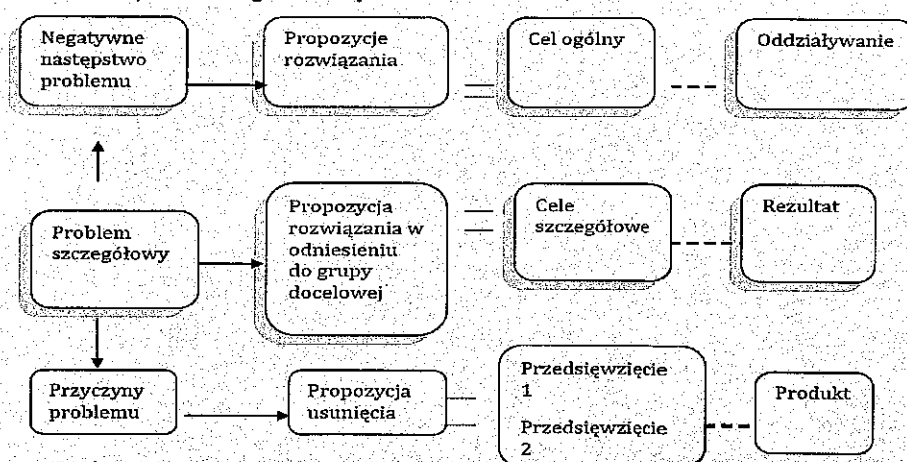 Negatywne
następstwo
problemu
Propozycje
rozwiązania
Cel ogólny
Oddziaływanie
Problem
szczegółowy
Propozycja
rozwiązania w
odniesieniu
do grupy
docelowej
Cele
szczegółowe
Rezultat
Przyczyny
problemu
Propozycja
usunięcia
Przedsięwzięcie
1
Przedsięwzięcie
2
Produkt